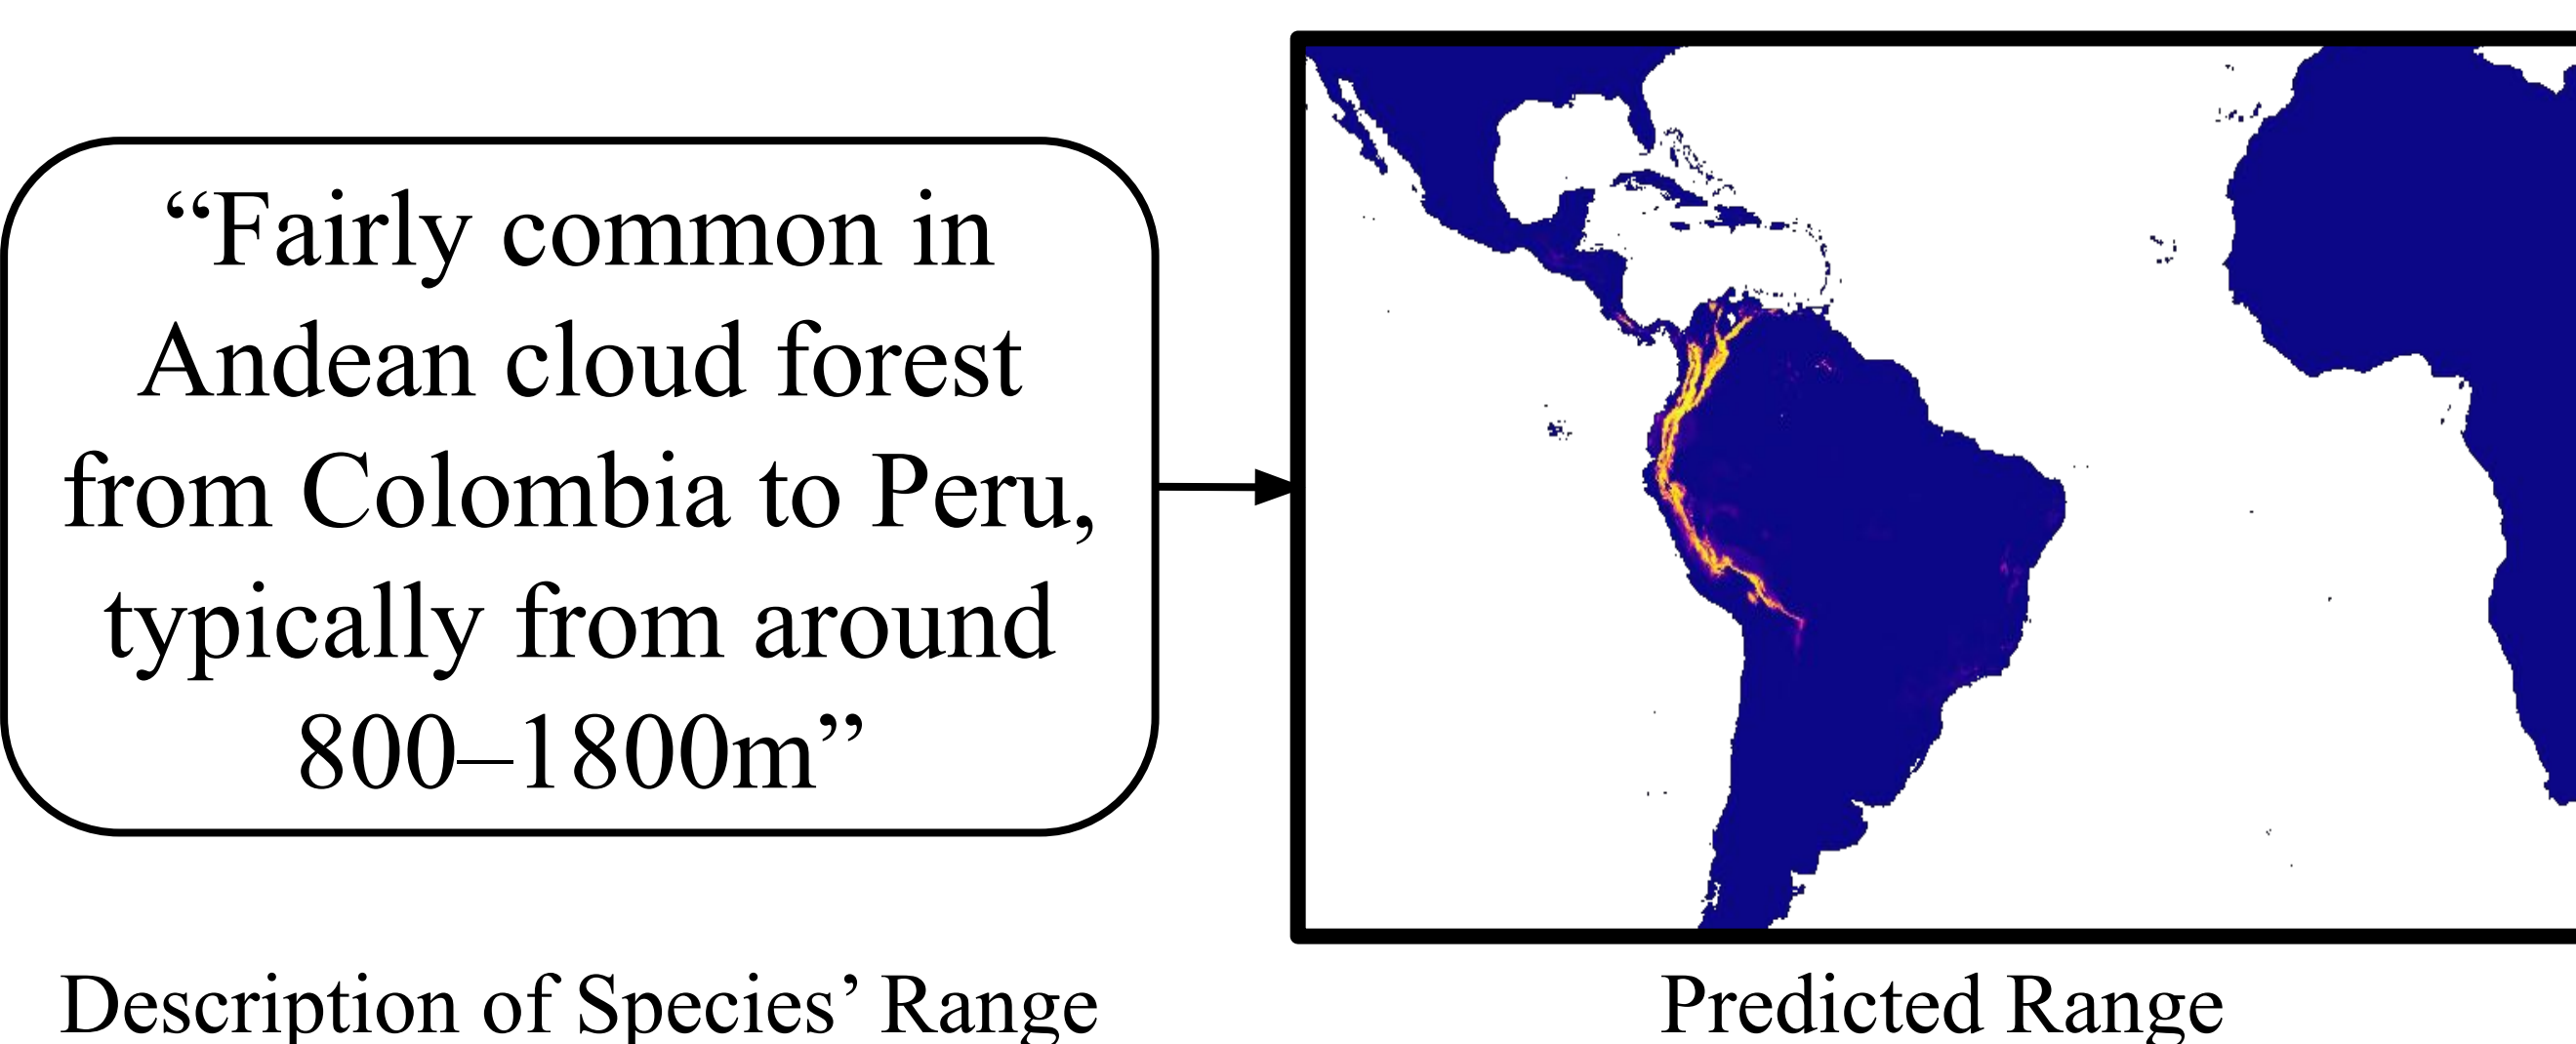 “Fairly common in
Andean cloud forest
from Colombia to Peru,
typically from around
800–1800m”
Description of Species’ Range
Predicted Range